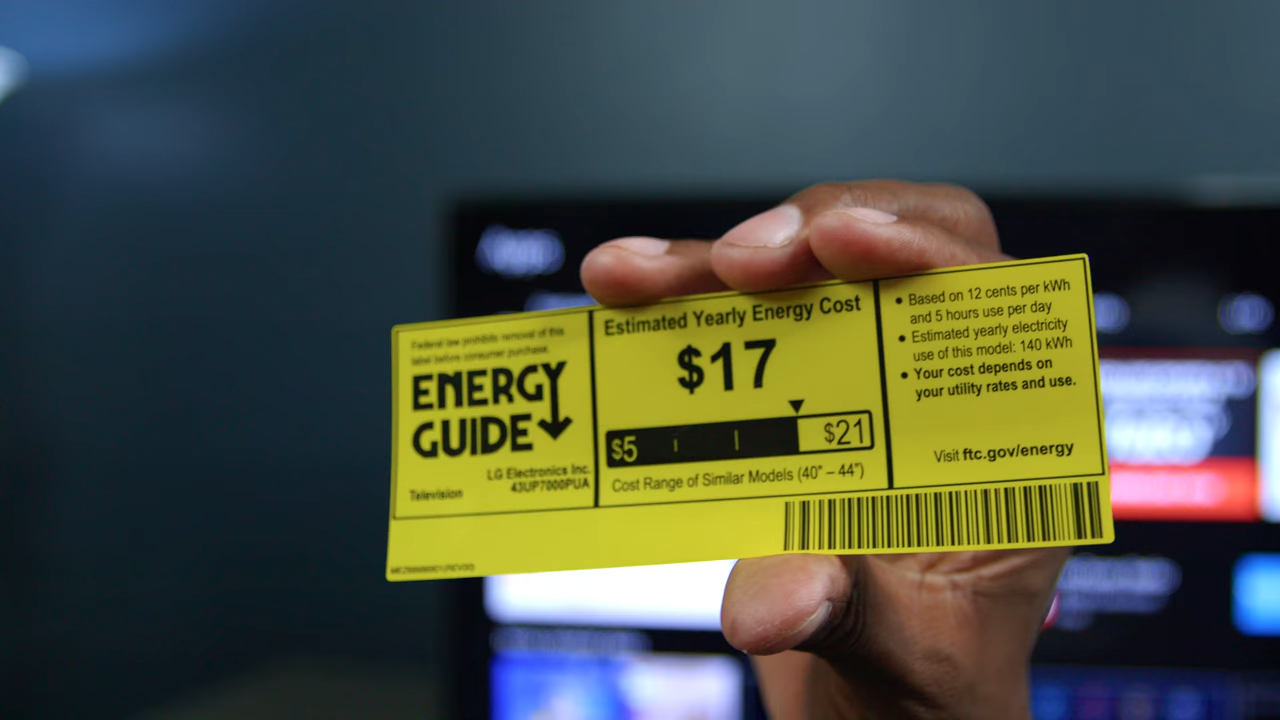 Federal law prohibits removal of this
label before consumer purchase.
ENERGY
GUIDE
LG Electronics Inc.
43UP7000PUA
Television
Estimated Yearly Energy Cost
$17
$5
$21
Cost Range of Similar Models (40" – 44")
• Based on 12 cents per kWh
and 5 hours use per day
• Estimated yearly electricity
use of this model: 140 kWh
• Your cost depends on
your utility rates and use.
Visit ftc.gov/energy